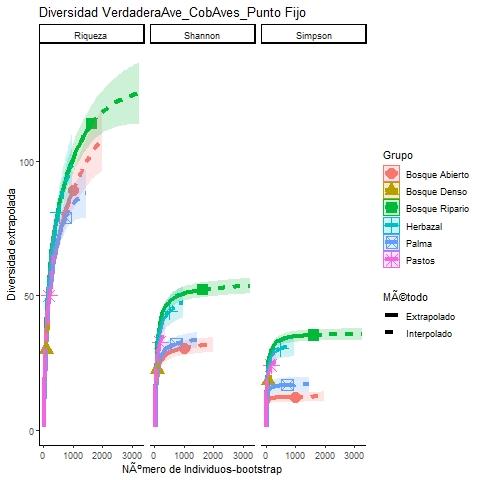 Diversidad VerdaderaAve_CobAves_Punto Fijo
Riqueza
Shannon
Simpson
Diversidad extrapolada
100
50
0
0 1000 2000 3000
0 1000 2000 3000
0 1000 2000 3000
NÃºmero de Individuos-bootstrap
Grupo
Bosque Abierto
Bosque Denso
Bosque Ripario
Herbazal
Palma
Pastos
MÃ©todo
Extrapolado
Interpolado